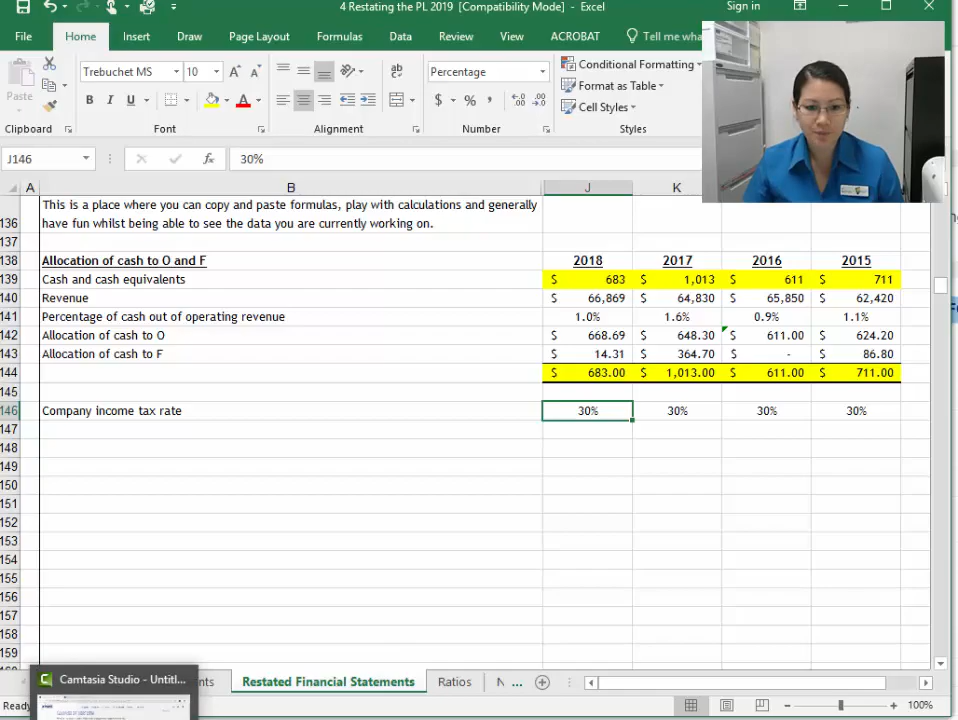 4 Restating the PL 2019 [Compatibility Mode] - Excel
Sign in
File Home Insert Draw Page Layout Formulas Data Review View ACROBAT Tell me wha
Paste
Trebuchet MS 10
Percentage
Conditional Formatting
Format as Table
Cell Styles
Clipboard Font Alignment Number Styles
J146 fx 30%
A B J K
This is a place where you can copy and paste formulas, play with calculations and generally
136 have fun whilst being able to see the data you are currently working on.
137
138 Allocation of cash to O and F 2018 2017 2016 2015
139 Cash and cash equivalents $ 683 $ 1,013 $ 611 $ 711
140 Revenue $ 66,869 $ 64,830 $ 65,850 $ 62,420
141 Percentage of cash out of operating revenue 1.0% 1.6% 0.9% 1.1%
142 Allocation of cash to O $ 668.69 $ 648.30 $ 611.00 $ 624.20
143 Allocation of cash to F $ 14.31 $ 364.70 $ - $ 86.80
144 $ 683.00 $ 1,013.00 $ 611.00 $ 711.00
145
146 Company income tax rate 30% 30% 30% 30%
147
148
149
150
151
152
153
154
155
156
157
158
159
Camtasia Studio - Untitl...
nts Restated Financial Statements Ratios N ...
Ready 100%